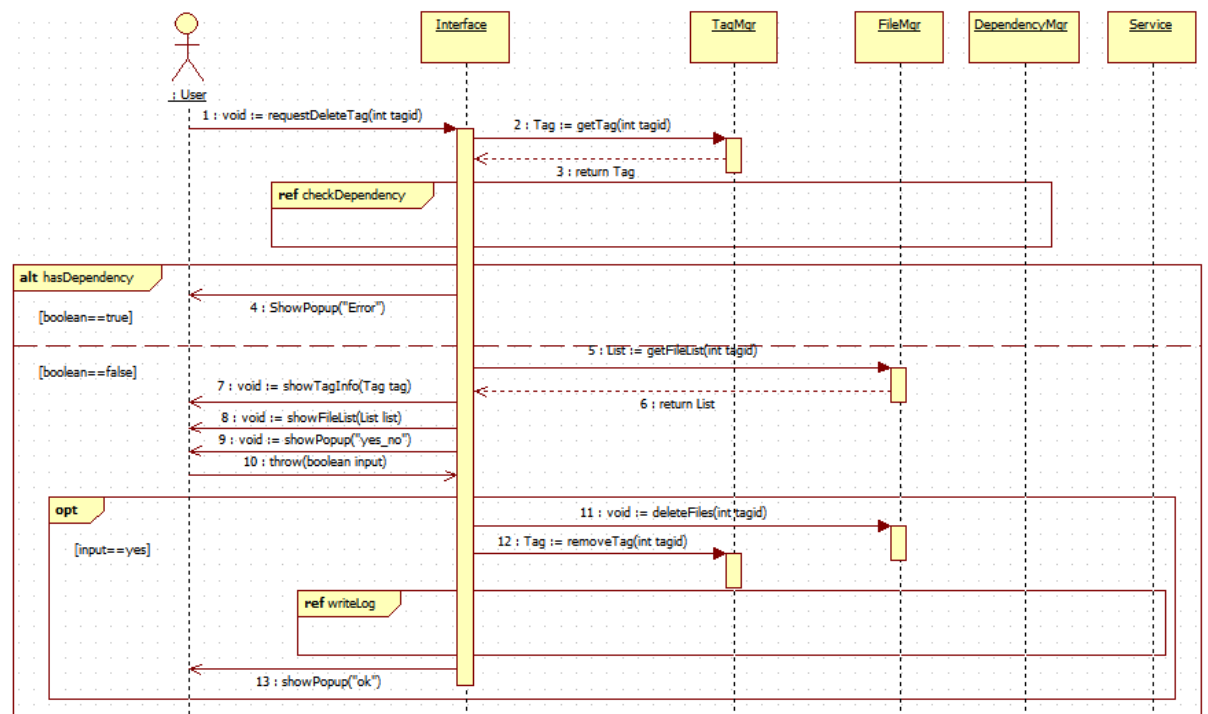 Interface
TagMgr
FileMgr
DependencyMgr
Service
: User
1 : void := requestDeleteTag(int tagid)
2 : Tag := getTag(int tagid)
3 : return Tag
ref checkDependency
alt hasDependency
4 : ShowPopup("Error")
[boolean==true]
5 : List := getFileList(int tagid)
[boolean==false]
7 : void := showTagInfo(Tag tag)
6 : return List
8 : void := showFileList(List list)
9 : void := showPopup("yes_no")
10 : throw(boolean input)
opt
11 : void := deleteFiles(int tagid)
12 : Tag := removeTag(int tagid)
[input==yes]
ref writeLog
13 : showPopup("ok")